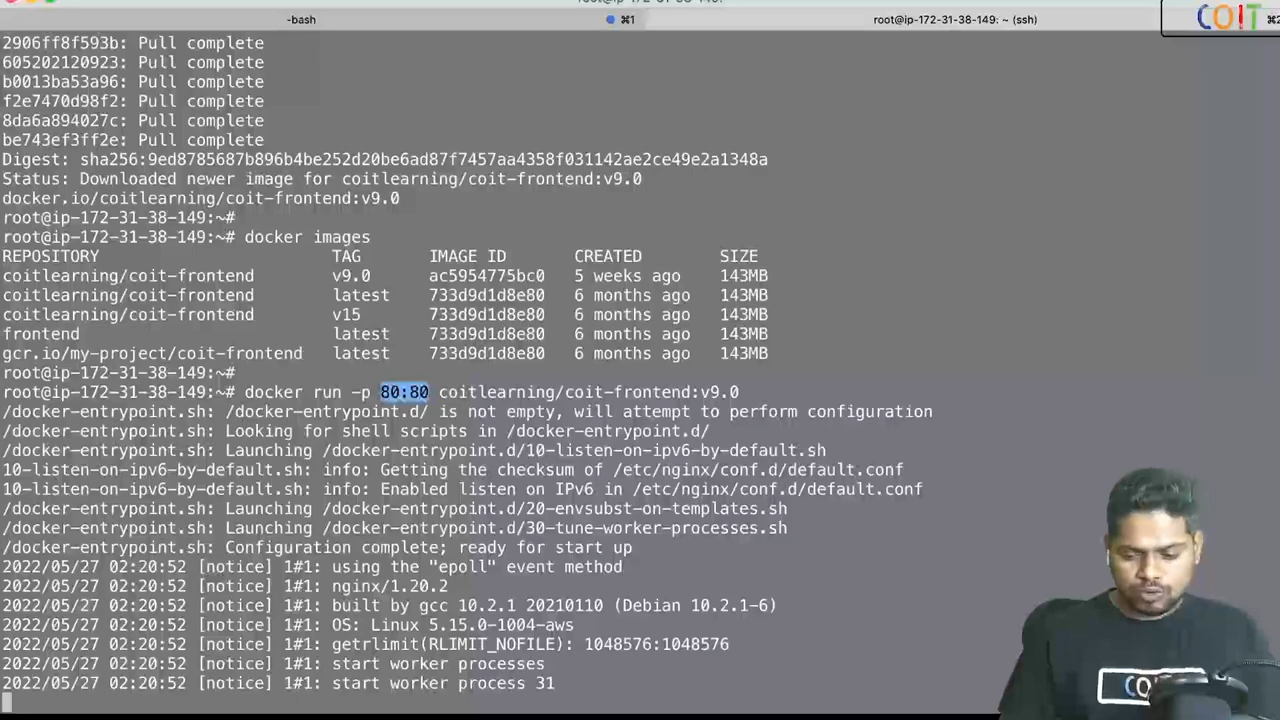 -bash
⌘1
root@ip-172-31-38-149: ~ (ssh)
COIT
⌘2
2906ff8f593b: Pull complete
605202120923: Pull complete
b0013ba53a96: Pull complete
f2e7470d98f2: Pull complete
8da6a894027c: Pull complete
be743ef3ff2e: Pull complete
Digest: sha256:9ed8785687b896b4be252d20be6ad87f7457aa4358f031142ae2ce49e2a1348a
Status: Downloaded newer image for coitlearning/coit-frontend:v9.0
docker.io/coitlearning/coit-frontend:v9.0
root@ip-172-31-38-149:~#
root@ip-172-31-38-149:~# docker images
REPOSITORY TAG IMAGE ID CREATED SIZE
coitlearning/coit-frontend v9.0 ac5954775bc0 5 weeks ago 143MB
coitlearning/coit-frontend latest 733d9d1d8e80 6 months ago 143MB
coitlearning/coit-frontend v15 733d9d1d8e80 6 months ago 143MB
frontend latest 733d9d1d8e80 6 months ago 143MB
gcr.io/my-project/coit-frontend latest 733d9d1d8e80 6 months ago 143MB
root@ip-172-31-38-149:~#
root@ip-172-31-38-149:~# docker run -p 80:80 coitlearning/coit-frontend:v9.0
/docker-entrypoint.sh: /docker-entrypoint.d/ is not empty, will attempt to perform configuration
/docker-entrypoint.sh: Looking for shell scripts in /docker-entrypoint.d/
/docker-entrypoint.sh: Launching /docker-entrypoint.d/10-listen-on-ipv6-by-default.sh
10-listen-on-ipv6-by-default.sh: info: Getting the checksum of /etc/nginx/conf.d/default.conf
10-listen-on-ipv6-by-default.sh: info: Enabled listen on IPv6 in /etc/nginx/conf.d/default.conf
/docker-entrypoint.sh: Launching /docker-entrypoint.d/20-envsubst-on-templates.sh
/docker-entrypoint.sh: Launching /docker-entrypoint.d/30-tune-worker-processes.sh
/docker-entrypoint.sh: Configuration complete; ready for start up
2022/05/27 02:20:52 [notice] 1#1: using the "epoll" event method
2022/05/27 02:20:52 [notice] 1#1: nginx/1.20.2
2022/05/27 02:20:52 [notice] 1#1: built by gcc 10.2.1 20210110 (Debian 10.2.1-6)
2022/05/27 02:20:52 [notice] 1#1: OS: Linux 5.15.0-1004-aws
2022/05/27 02:20:52 [notice] 1#1: getrlimit(RLIMIT_NOFILE): 1048576:1048576
2022/05/27 02:20:52 [notice] 1#1: start worker processes
2022/05/27 02:20:52 [notice] 1#1: start worker process 31